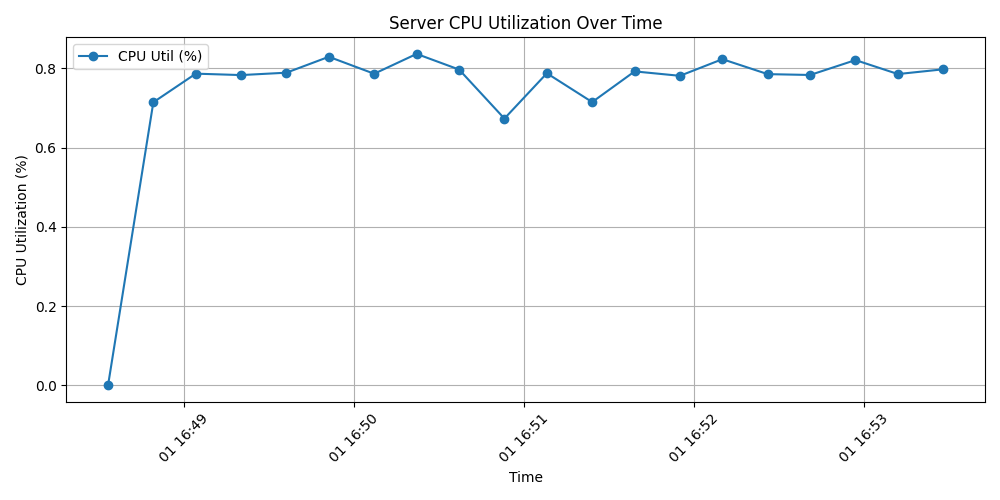 Server CPU Utilization Over Time
CPU Util (%)
CPU Utilization (%)
0.8
0.6
0.4
0.2
0.0
01 16:49
01 16:50
01 16:51
01 16:52
01 16:53
Time